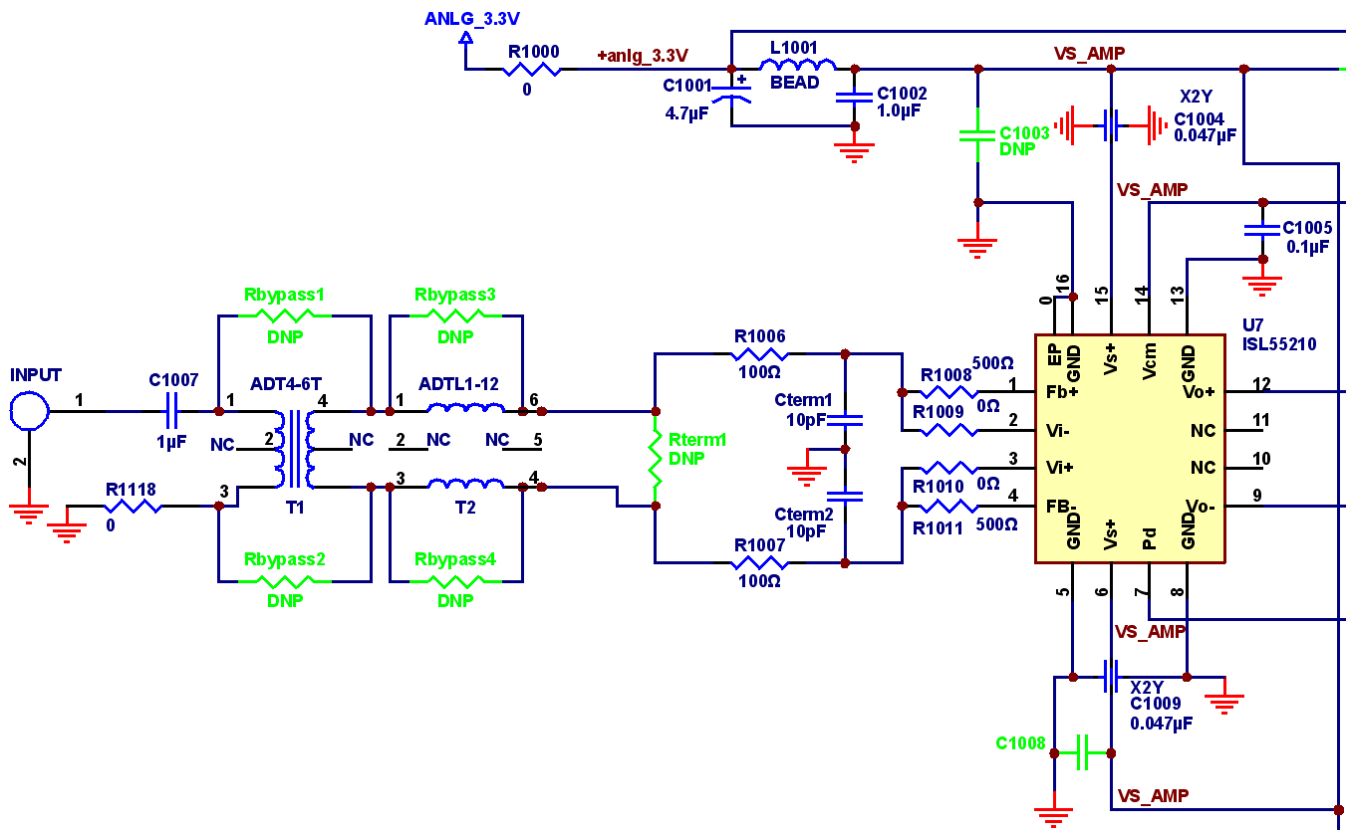 ANLG_3.3V
R1000
0
+anlg_3.3V
L1001
BEAD
VS_AMP
C1001
+
4.7µF
C1002
1.0µF
C1003
DNP
X2Y
C1004
0.047µF
VS_AMP
C1005
0.1µF
0
16
15
14
13
EP
GND
Vs+
Vcm
GND
U7
ISL55210
Rbypass1
DNP
Rbypass3
DNP
INPUT
1
2
C1007
1µF
1
ADT4-6T
4
NC
2
NC
3
T1
R1118
0
1
ADTL1-12
6
2
NC
NC
5
3
T2
4
Rbypass2
DNP
Rbypass4
DNP
Rterm1
DNP
R1006
100Ω
Cterm1
10pF
Cterm2
10pF
R1007
100Ω
R1008
500Ω
0Ω
R1009
R1010
0Ω
R1011
500Ω
1
Fb+
2
Vi-
3
Vi+
4
FB-
Vo+
12
NC
11
NC
10
Vo-
9
GND
Vs+
Pd
GND
5
6
7
8
VS_AMP
X2Y
C1009
0.047µF
C1008
VS_AMP